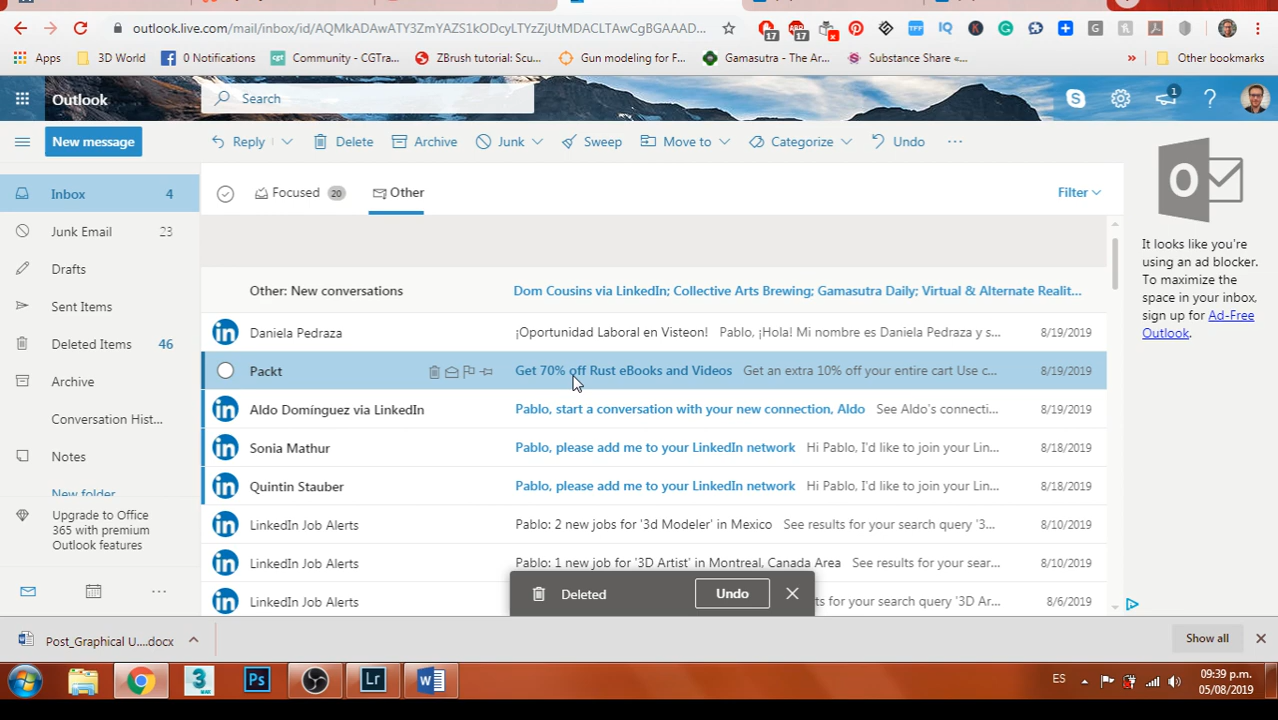 outlook.live.com/mail/inbox/id/AQMkADAwATY3ZmYAZS1kODcyLTYzZjUtMDACLTAwCgBGAAAD...
17
17
TFF
IQ
K
G
G
Apps
3D World
0 Notifications
Community - CGTra...
ZBrush tutorial: Scu...
Gun modeling for F...
Gamasutra - The Ar...
Substance Share «...
»
Other bookmarks
Outlook
Search
1
?
New message
Reply
Delete
Archive
Junk
Sweep
Move to
Categorize
Undo
...
Inbox 4
Junk Email 23
Drafts
Sent Items
Deleted Items 46
Archive
Conversation Hist...
Notes
New folder
Upgrade to Office
365 with premium
Outlook features
...
Focused 20
Other
Filter
Other: New conversations Dom Cousins via LinkedIn; Collective Arts Brewing; Gamasutra Daily; Virtual & Alternate Realit...
Daniela Pedraza ¡Oportunidad Laboral en Visteon! Pablo, ¡Hola! Mi nombre es Daniela Pedraza y s... 8/19/2019
Packt Get 70% off Rust eBooks and Videos Get an extra 10% off your entire cart Use c... 8/19/2019
Aldo Domínguez via LinkedIn Pablo, start a conversation with your new connection, Aldo See Aldo's connecti... 8/19/2019
Sonia Mathur Pablo, please add me to your LinkedIn network Hi Pablo, I'd like to join your Lin... 8/18/2019
Quintin Stauber Pablo, please add me to your LinkedIn network Hi Pablo, I'd like to join your Lin... 8/18/2019
LinkedIn Job Alerts Pablo: 2 new jobs for '3d Modeler' in Mexico See results for your search query '3... 8/10/2019
LinkedIn Job Alerts Pablo: 1 new job for '3D Artist' in Montreal, Canada Area See results for your sear... 8/10/2019
LinkedIn Job Alerts for your search query '3D Ar... 8/6/2019
Deleted
Undo
It looks like you're
using an ad blocker.
To maximize the
space in your inbox,
sign up for Ad-Free
Outlook.
Post_Graphical U....docx
Show all
3
Ps
Lr
W
ES
09:39 p.m.
05/08/2019